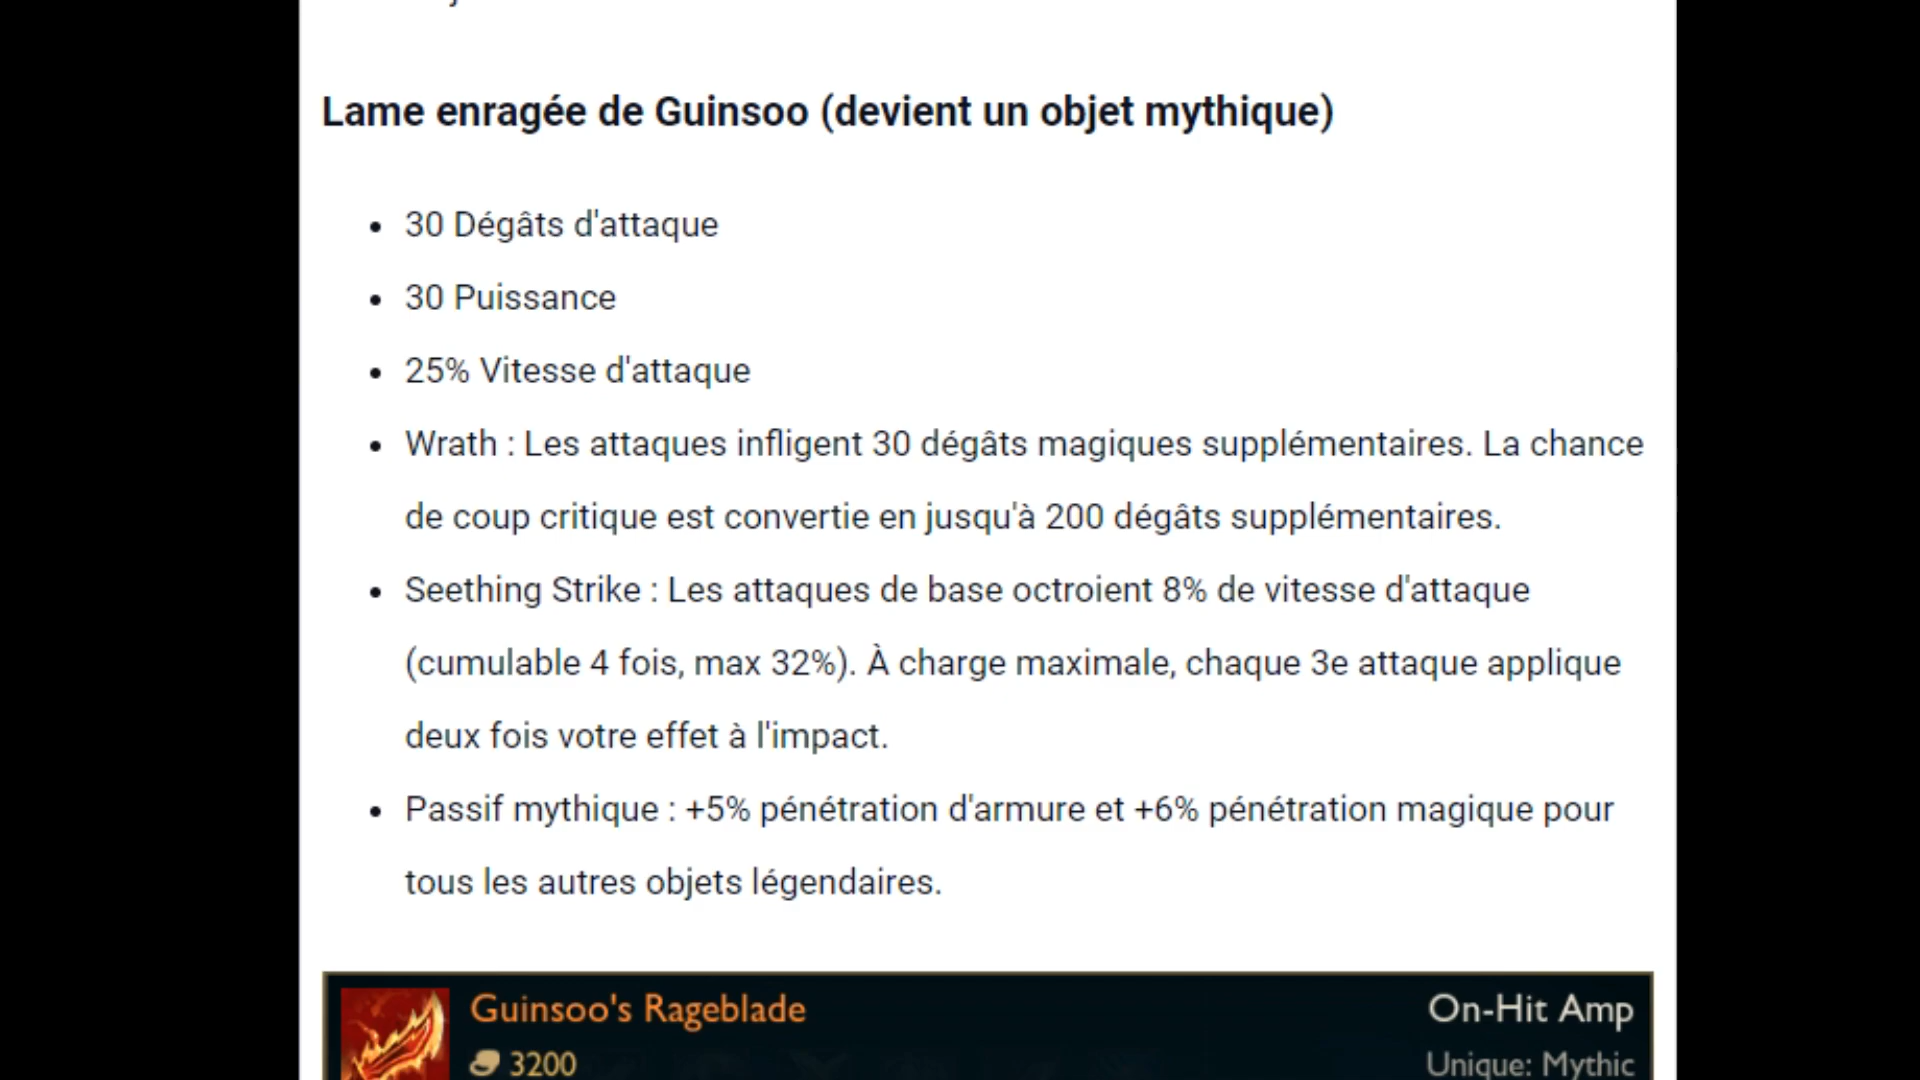 Lame enragée de Guinsoo (devient un objet mythique)
• 30 Dégâts d'attaque
• 30 Puissance
• 25% Vitesse d'attaque
• Wrath : Les attaques infligent 30 dégâts magiques supplémentaires. La chance
de coup critique est convertie en jusqu'à 200 dégâts supplémentaires.
• Seething Strike : Les attaques de base octroient 8% de vitesse d'attaque
(cumulable 4 fois, max 32%). À charge maximale, chaque 3e attaque applique
deux fois votre effet à l'impact.
• Passif mythique : +5% pénétration d'armure et +6% pénétration magique pour
tous les autres objets légendaires.
Guinsoo's Rageblade On-Hit Amp
3200 Unique: Mythic